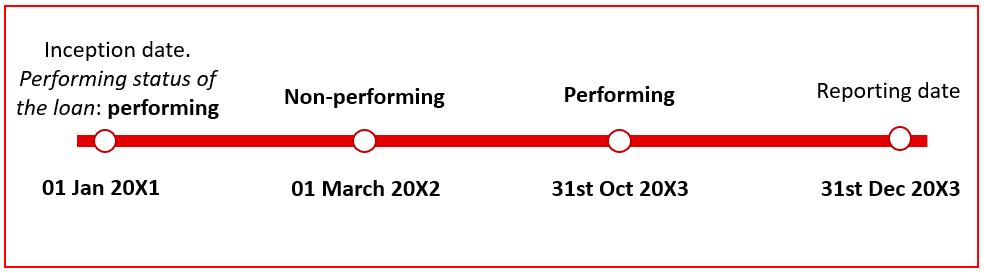 Inception date.
Performing status of
the loan: performing
Non-performing
Performing
Reporting date
01 Jan 20X1
01 March 20X2
31st Oct 20X3
31st Dec 20X3